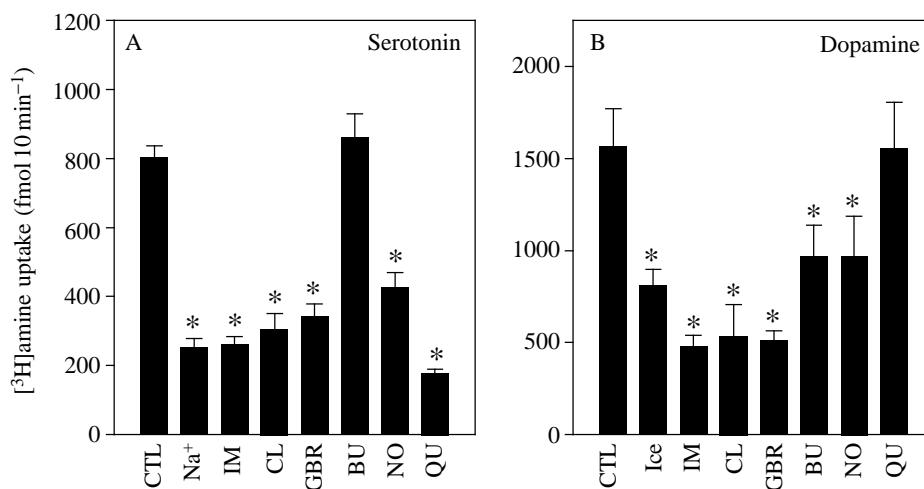 [³H]amine uptake (fmol 10 min⁻¹)
1200
1000
800
600
400
200
0
A
Serotonin
* * * * * *
CTL Na⁺ IM CL GBR BU NO QU
2000
1500
1000
500
0
B
Dopamine
* * * * * *
CTL Ice IM CL GBR BU NO QU